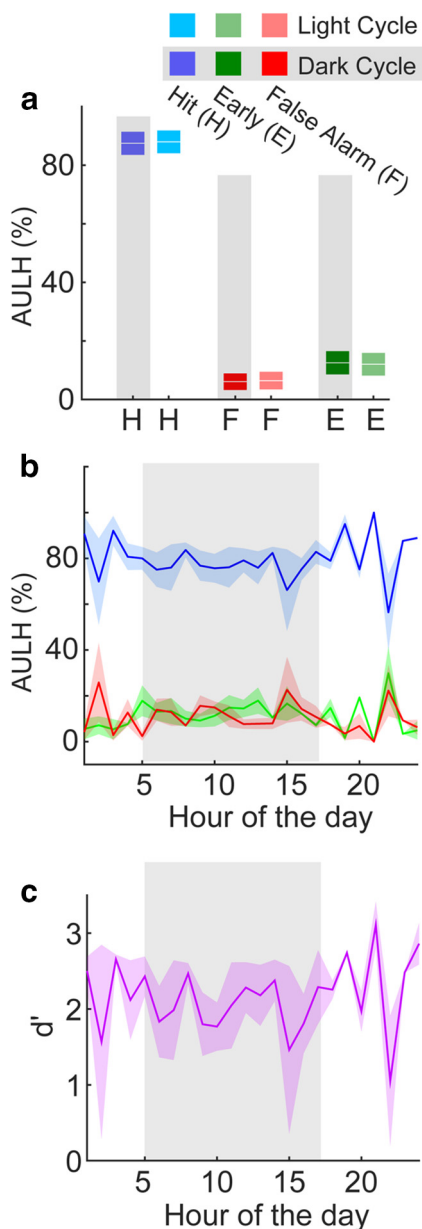 Light Cycle
Dark Cycle
a
Hit (H)
Early (E)
False Alarm (F)
AULH (%)
80
40
0
H H F F E E
b
AULH (%)
80
40
0
5 10 15 20
Hour of the day
c
d'
3
2
1
0
5 10 15 20
Hour of the day